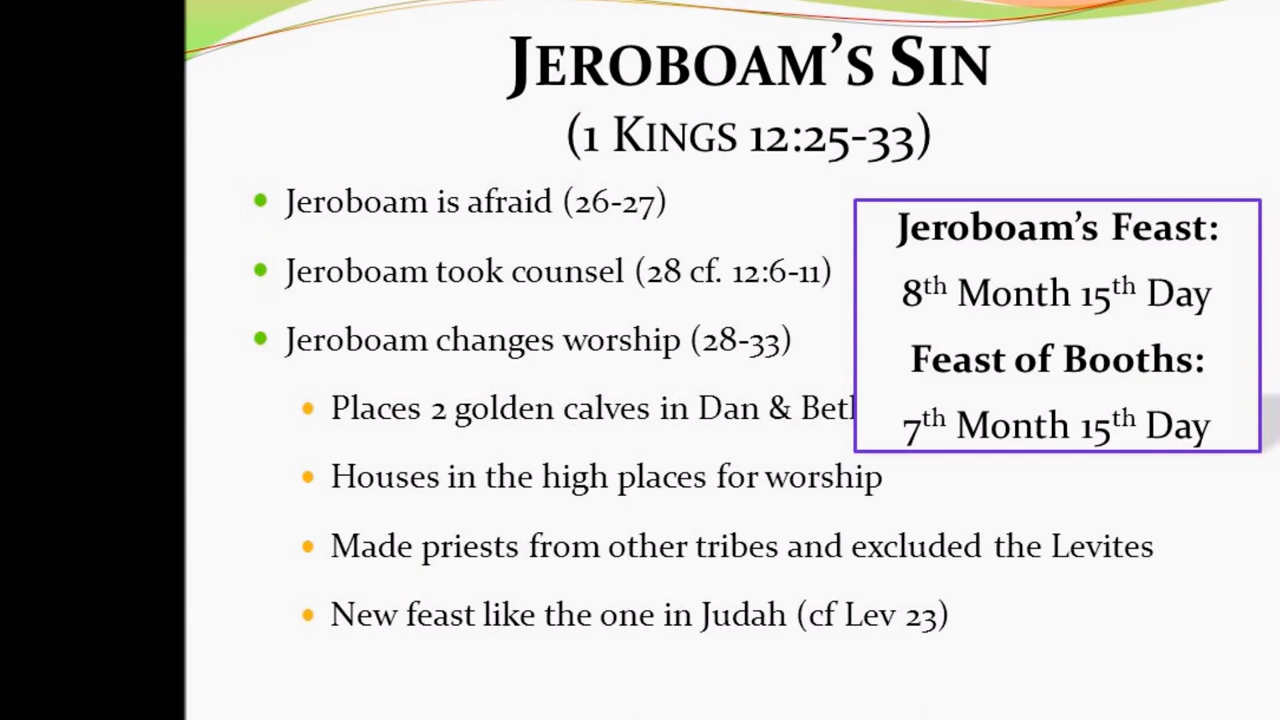 JEROBOAM’S SIN
(1 KINGS 12:25-33)
• Jeroboam is afraid (26-27)
• Jeroboam took counsel (28 cf. 12:6-11)
• Jeroboam changes worship (28-33)
• Places 2 golden calves in Dan &
• Houses in the high places for worship
• Made priests from other tribes and excluded the Levites
• New feast like the one in Judah (cf Lev 23)
Jeroboam’s Feast:
8th Month 15th Day
Feast of Booths:
7th Month 15th Day